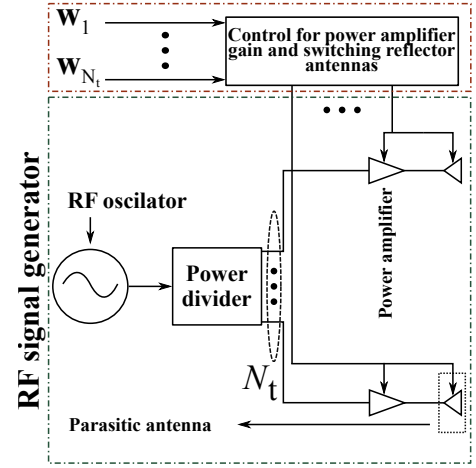 w1
Control for power amplifier
gain and switching reflector
antennas
wNt
RF signal generator
RF oscilator
Power
divider
Power amplifier
Nt
Parasitic antenna